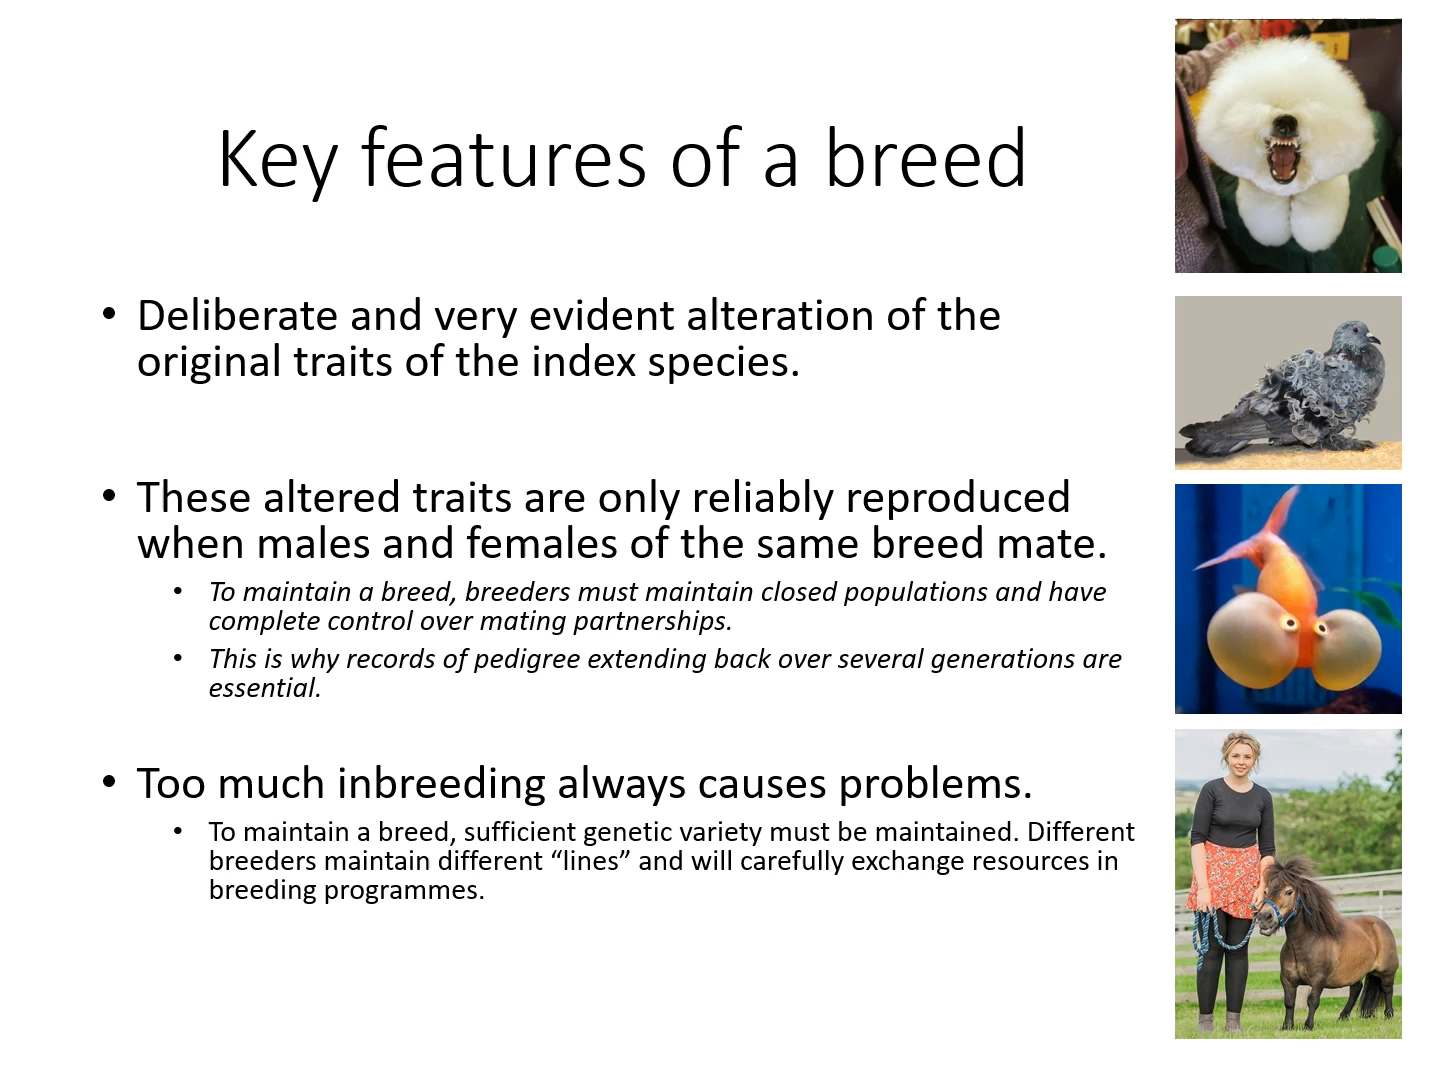 Key features of a breed
• Deliberate and very evident alteration of the
original traits of the index species.
• These altered traits are only reliably reproduced
when males and females of the same breed mate.
• To maintain a breed, breeders must maintain closed populations and have
complete control over mating partnerships.
• This is why records of pedigree extending back over several generations are
essential.
• Too much inbreeding always causes problems.
• To maintain a breed, sufficient genetic variety must be maintained. Different
breeders maintain different “lines” and will carefully exchange resources in
breeding programmes.